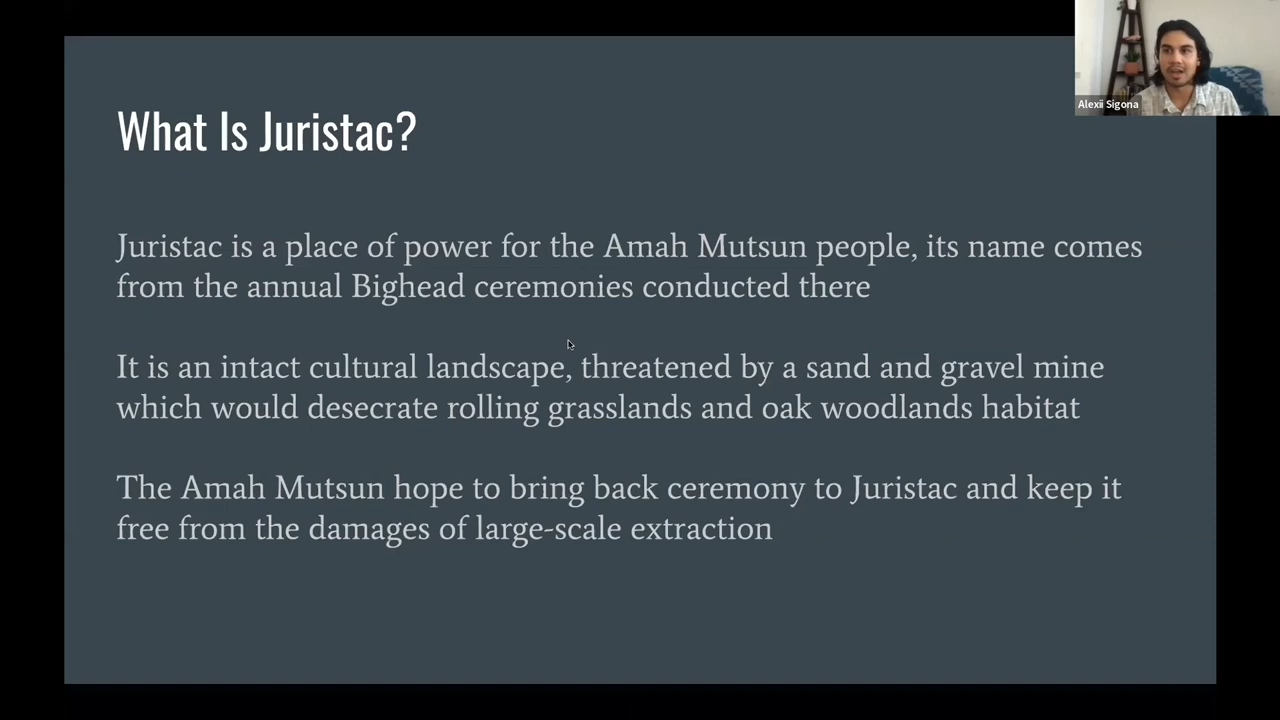 What Is Juristac?
Alexii Sigona
Juristac is a place of power for the Amah Mutsun people, its name comes
from the annual Bighead ceremonies conducted there
It is an intact cultural landscape, threatened by a sand and gravel mine
which would desecrate rolling grasslands and oak woodlands habitat
The Amah Mutsun hope to bring back ceremony to Juristac and keep it
free from the damages of large-scale extraction